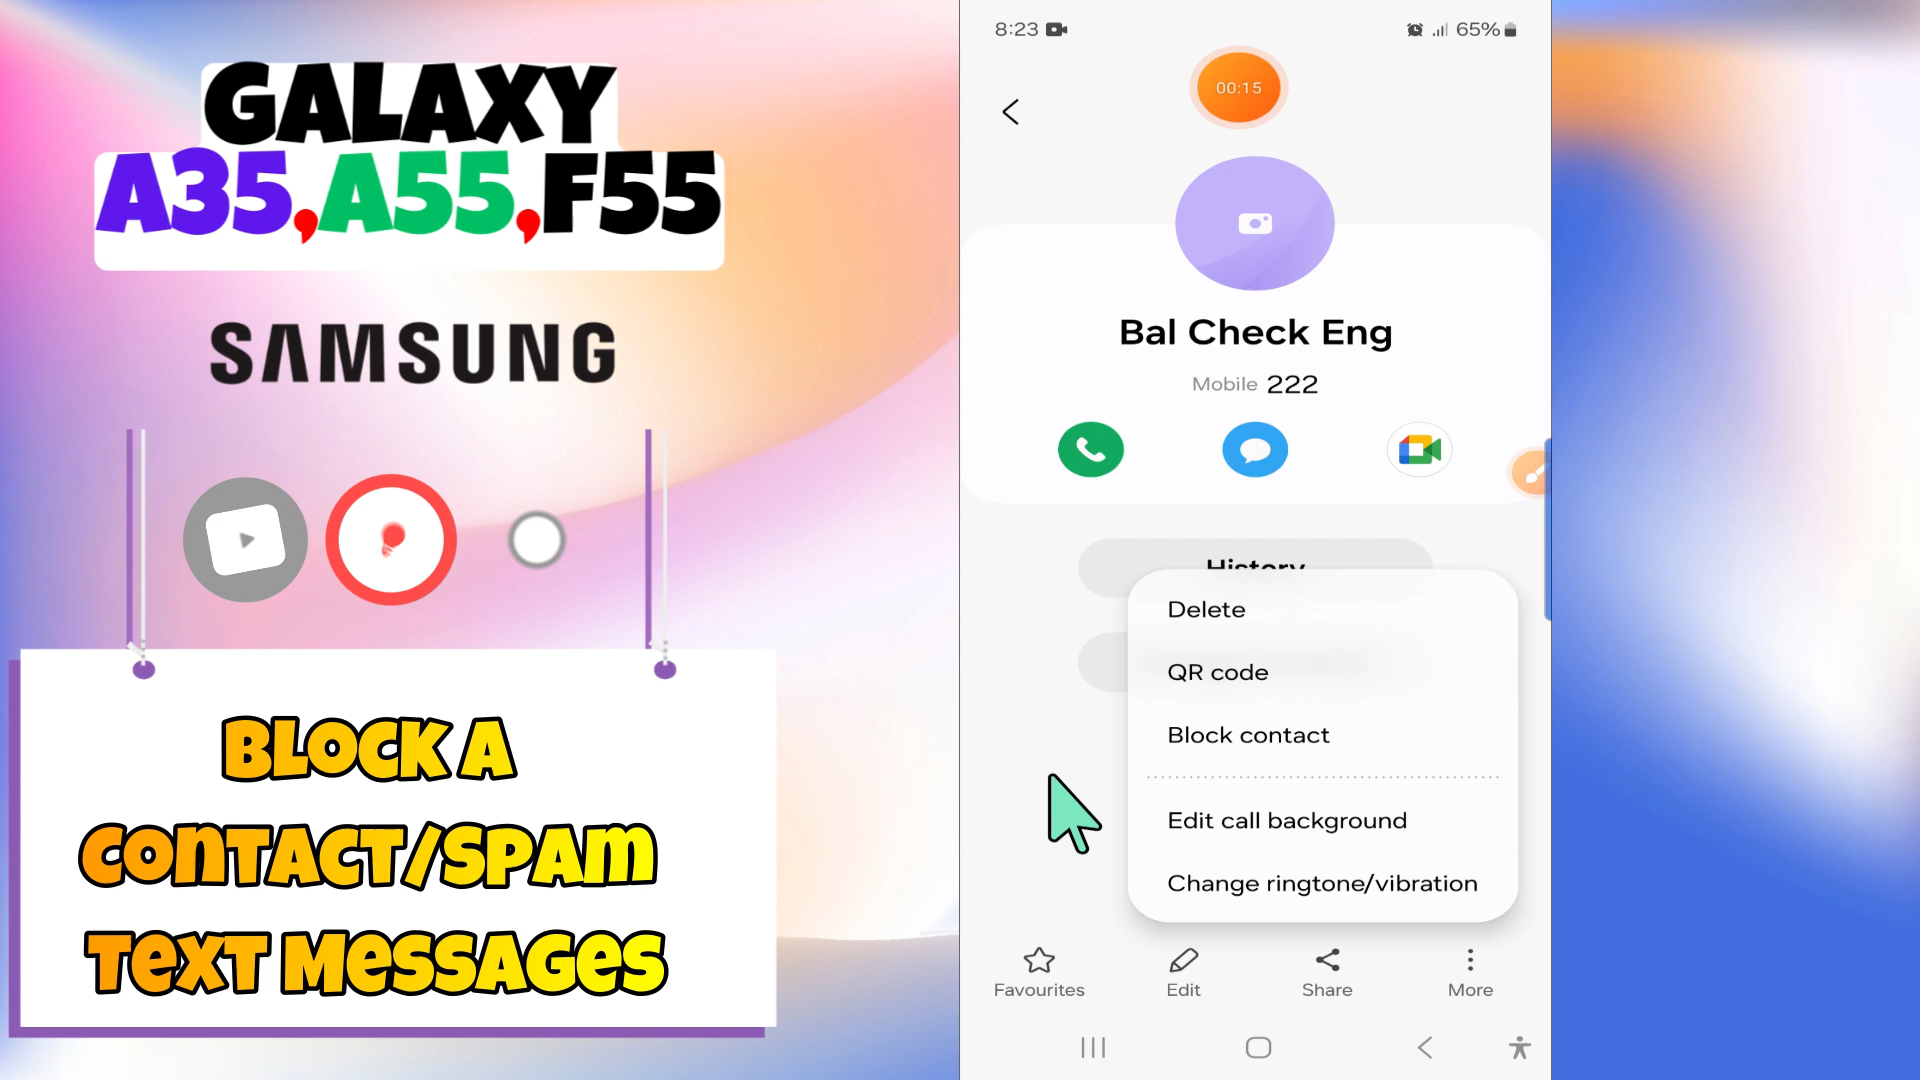 GALAXY
A35,A55,F55
SAMSUNG
BLOCK A
CONTACT/SPAM
TEXT MESSAGES
8:23
65%
00:15
Bal Check Eng
Mobile 222
History
Delete
QR code
Block contact
Edit call background
Change ringtone/vibration
Favourites
Edit
Share
More